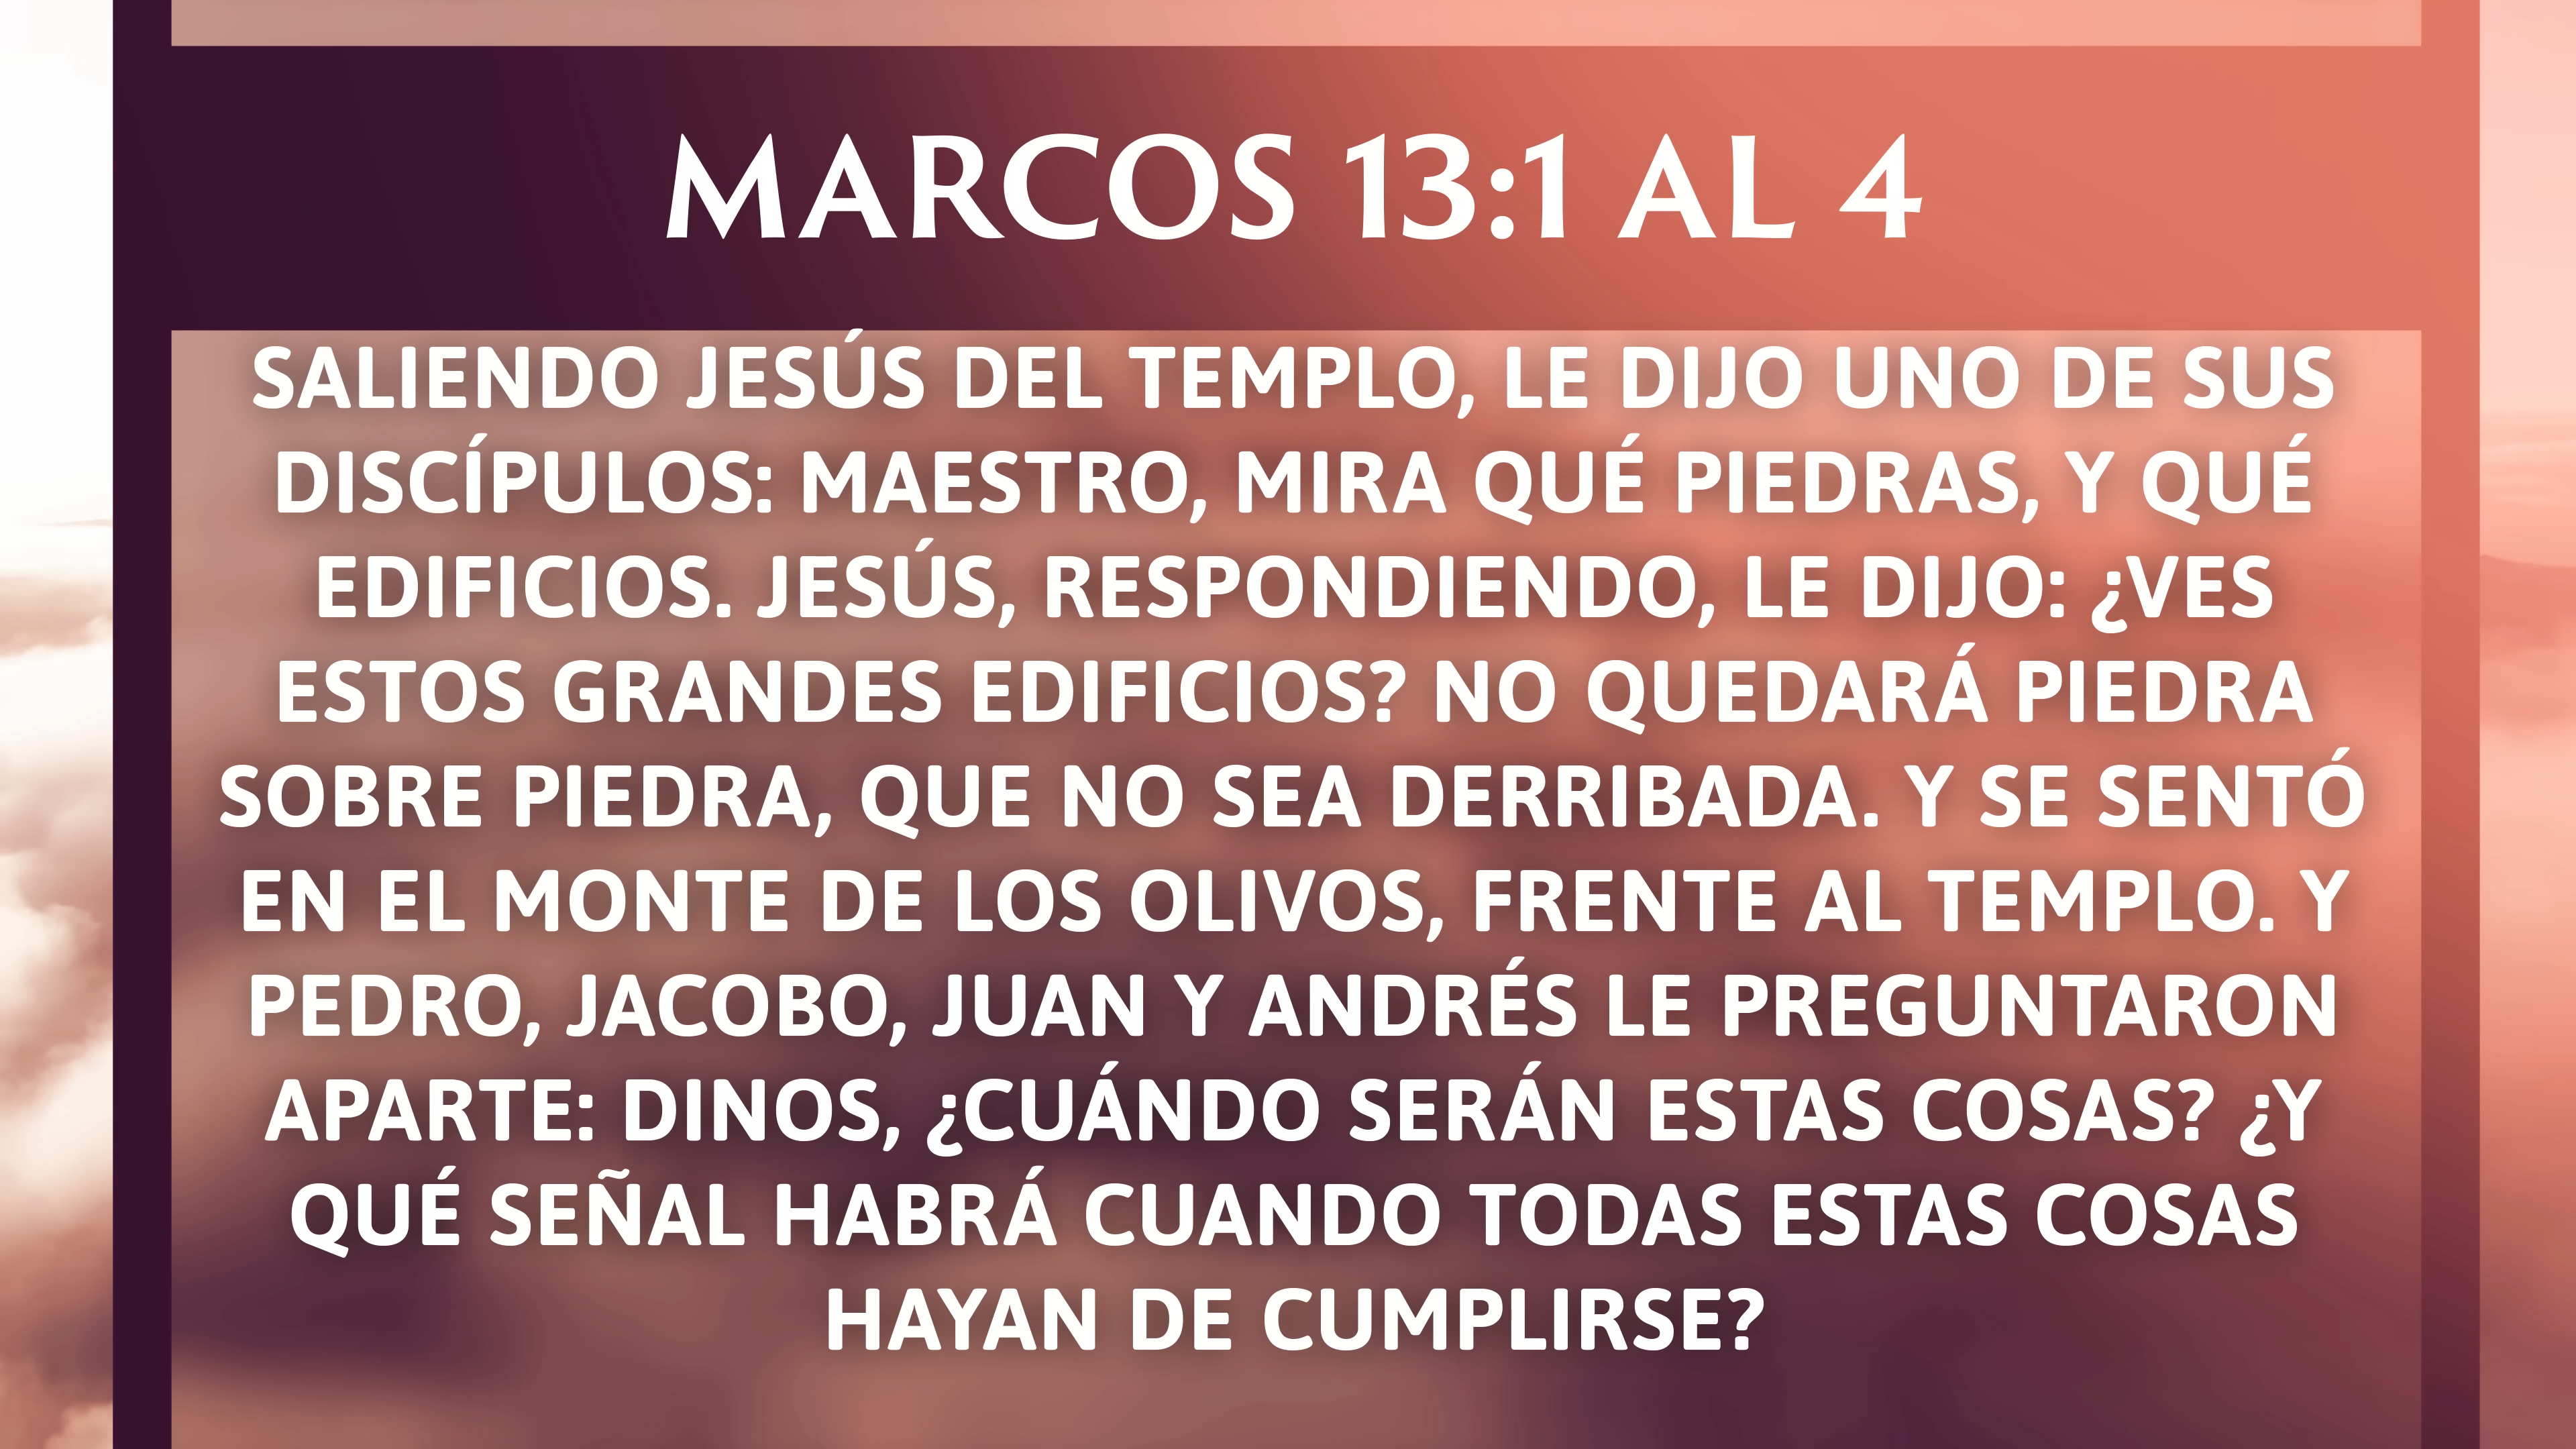 MARCOS 13:1 AL 4
SALIENDO JESÚS DEL TEMPLO, LE DIJO UNO DE SUS
DISCÍPULOS: MAESTRO, MIRA QUÉ PIEDRAS, Y QUÉ
EDIFICIOS. JESÚS, RESPONDIENDO, LE DIJO: ¿VES
ESTOS GRANDES EDIFICIOS? NO QUEDARÁ PIEDRA
SOBRE PIEDRA, QUE NO SEA DERRIBADA. Y SE SENTÓ
EN EL MONTE DE LOS OLIVOS, FRENTE AL TEMPLO. Y
PEDRO, JACOBO, JUAN Y ANDRÉS LE PREGUNTARON
APARTE: DINOS, ¿CUÁNDO SERÁN ESTAS COSAS? ¿Y
QUÉ SEÑAL HABRÁ CUANDO TODAS ESTAS COSAS
HAYAN DE CUMPLIRSE?